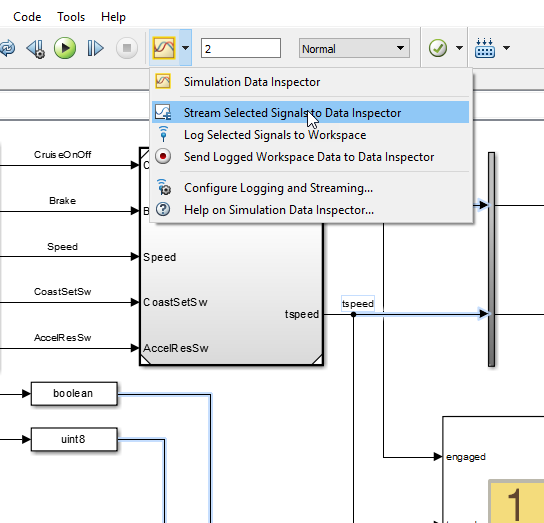 Code Tools Help
2 Normal
Simulation Data Inspector
Stream Selected Signals to Data Inspector
Log Selected Signals to Workspace
Send Logged Workspace Data to Data Inspector
Configure Logging and Streaming...
Help on Simulation Data Inspector...
CruiseOnOff
C
Brake
B
Speed
Speed
CoastSetSw
CoastSetSw
tspeed
tspeed
AccelResSw
AccelResSw
boolean
uint8
engaged
1